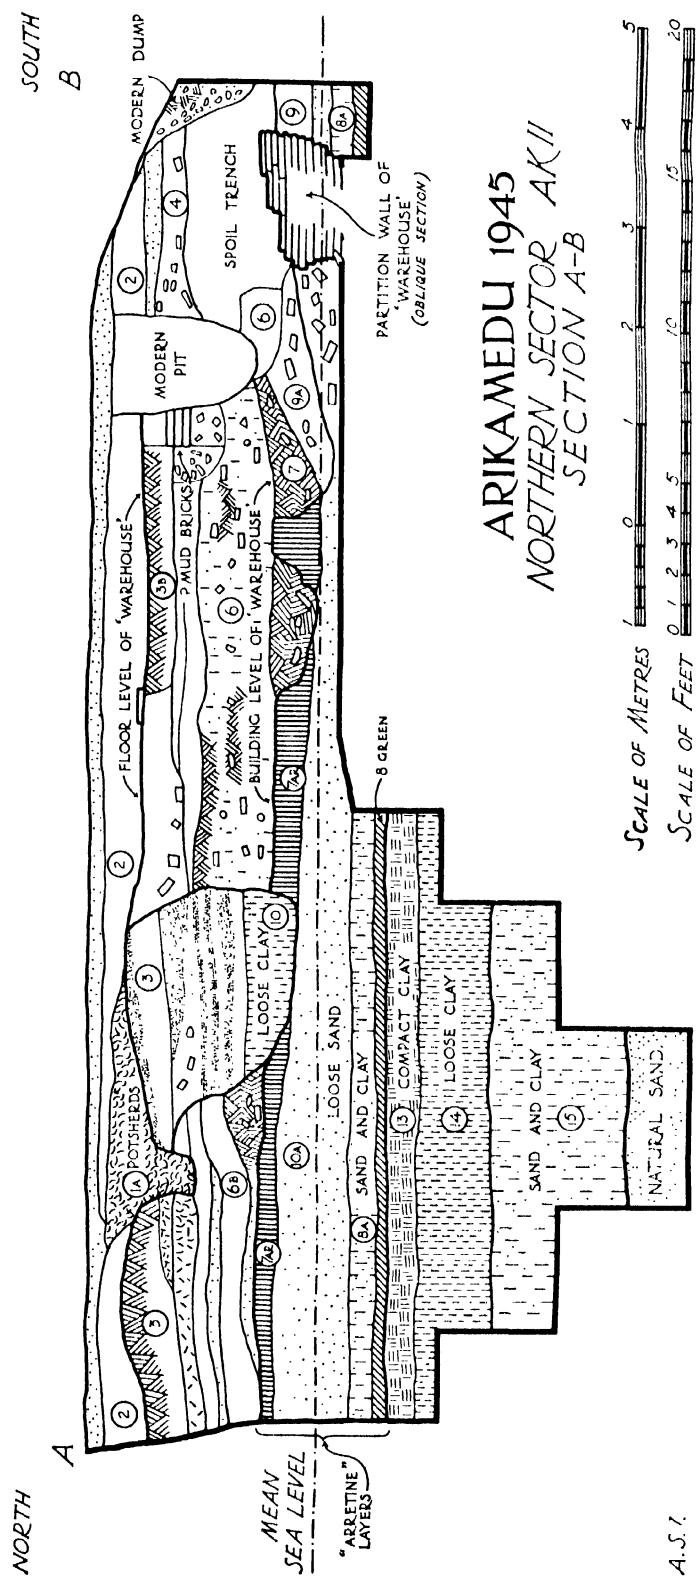 NORTH
SOUTH
A
B
MODERN DUMP
2
4
9
8A
SPOIL TRENCH
MODERN
PIT
6
PARTITION WALL OF
'WAREHOUSE'
(OBLIQUE SECTION)
FLOOR LEVEL OF 'WAREHOUSE'
3B
? MUD BRICKS
6
BUILDING LEVEL OF 'WAREHOUSE'
7
9A
7AR
2
3
10
LOOSE CLAY
POTSHERDS
1A
2
3
6B
7AR
10A
LOOSE SAND
8A
SAND AND CLAY
8 GREEN
13
COMPACT CLAY
14
LOOSE CLAY
15
SAND AND CLAY
NATURAL SAND
MEAN
SEA LEVEL
"ARRETINE"
LAYERS
ARIKAMEDU 1945
NORTHERN SECTOR AK II
SECTION A-B
SCALE OF METRES
1 0 1 2 3 4 5
SCALE OF FEET
0 1 2 3 4 5 10 15 20
A.S.I.